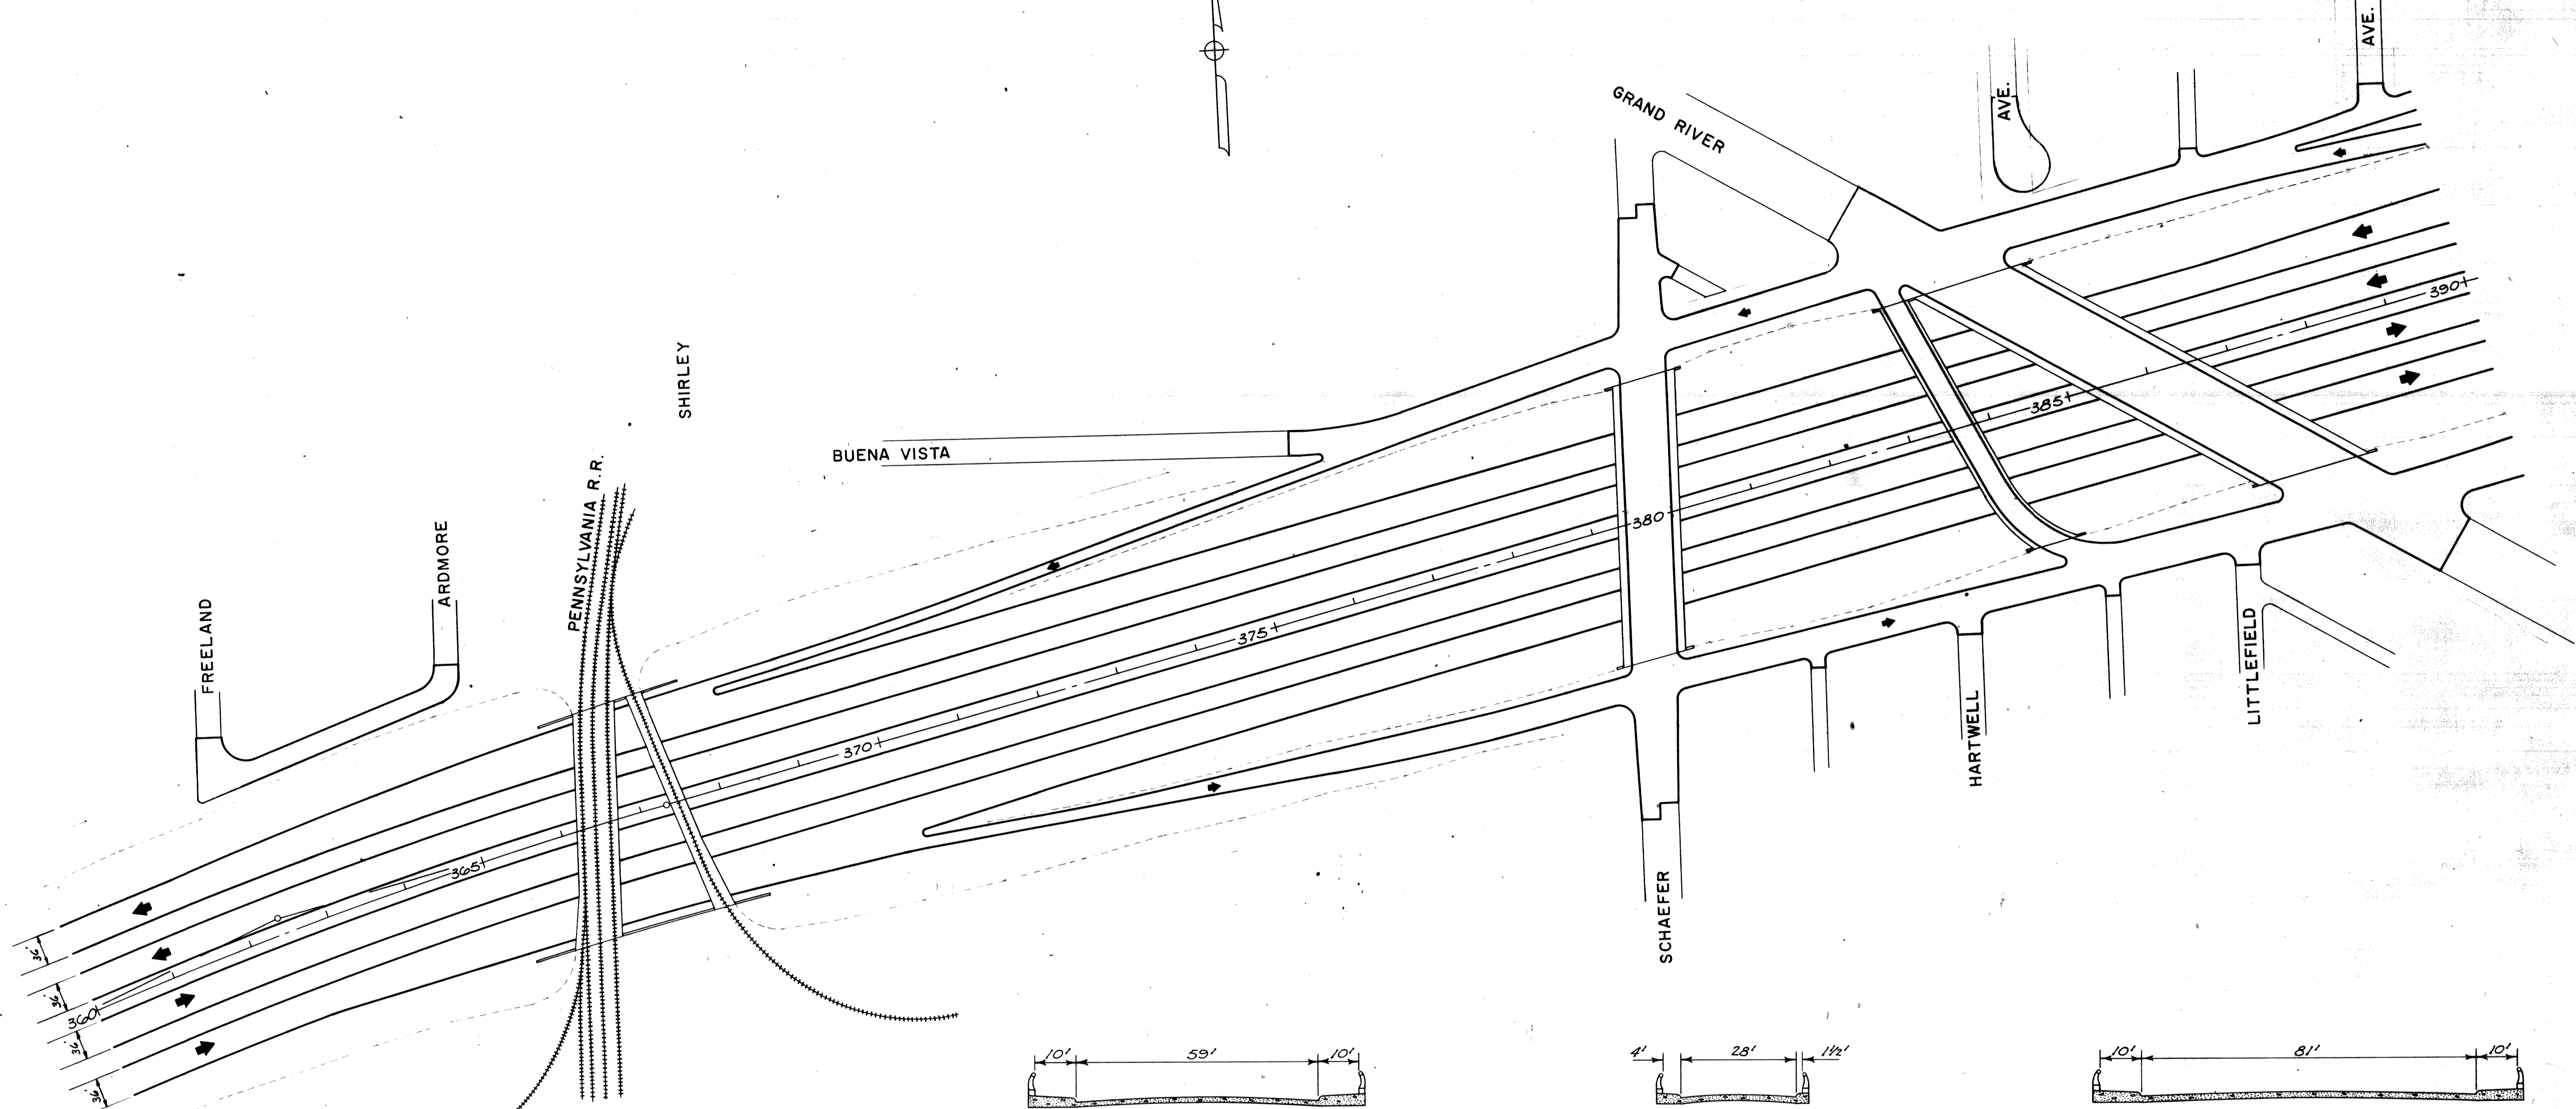 AVE.
AVE.
GRAND RIVER
390
SHIRLEY
385
BUENA VISTA
PENNSYLVANIA R.R.
380
ARDMORE
FREELAND
375
LITTLEFIELD
370
HARTWELL
365
SCHAEFER
36'
36'
360
36'
36'
10' 59' 10'
4' 28' 1½'
10' 81' 10'